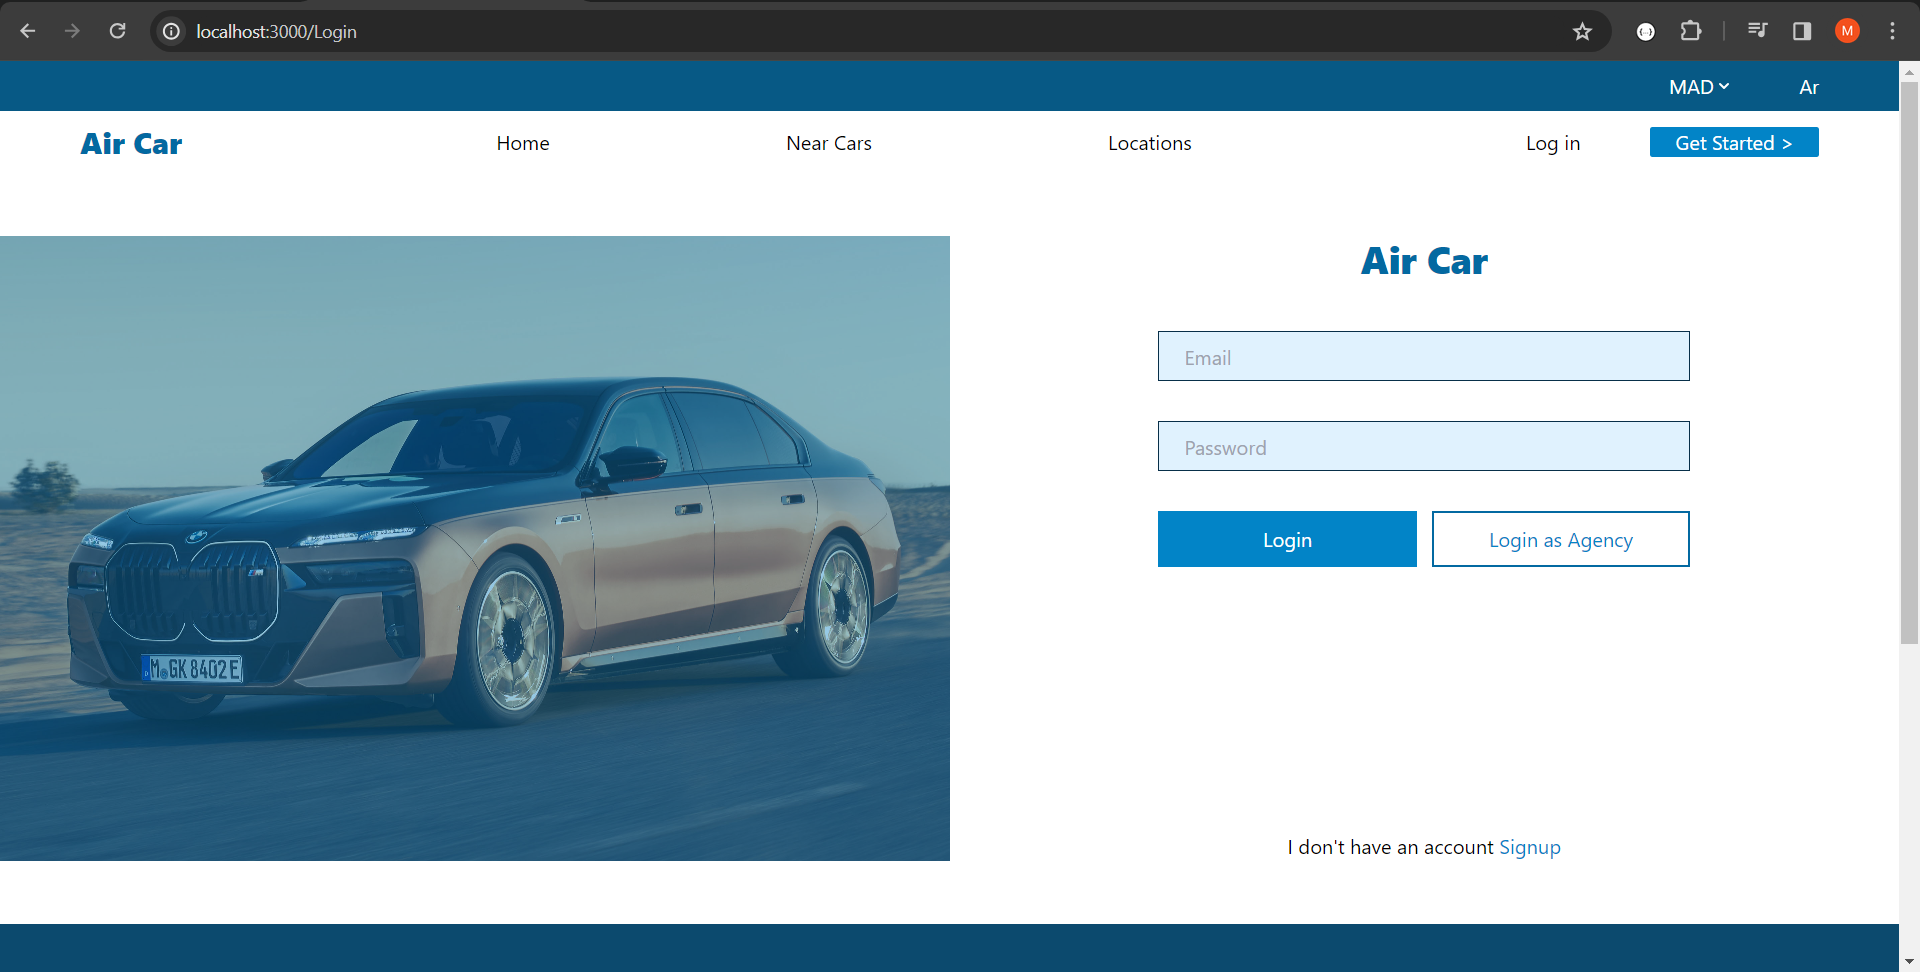 localhost:3000/Login
M
MAD Ar
Air Car Home Near Cars Locations Log in Get Started >
Air Car
Email
Password
Login Login as Agency
M GK 8402 E
I don't have an account Signup